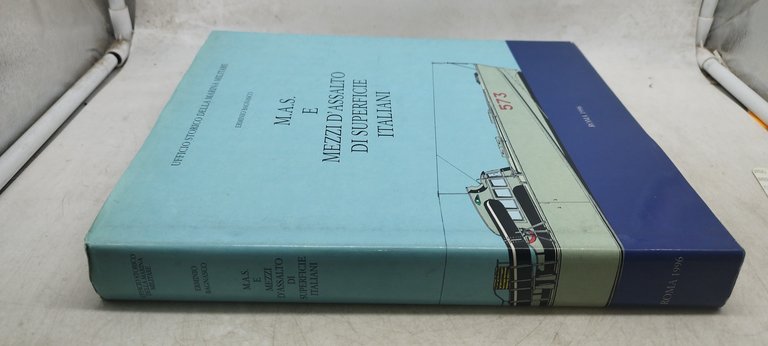 UFFICIO STORICO DELLA MARINA MILITARE
ERMINIO BAGNASCO
M.A.S.
E
MEZZI D'ASSALTO
DI SUPERFICIE
ITALIANI
573
ROMA 1996
UFFICIO STORICO
DELLA MARINA
MILITARE
ERMINIO
BAGNASCO
M.A.S.
E
MEZZI
D'ASSALTO
DI
SUPERFICIE
ITALIANI
ROMA 1996